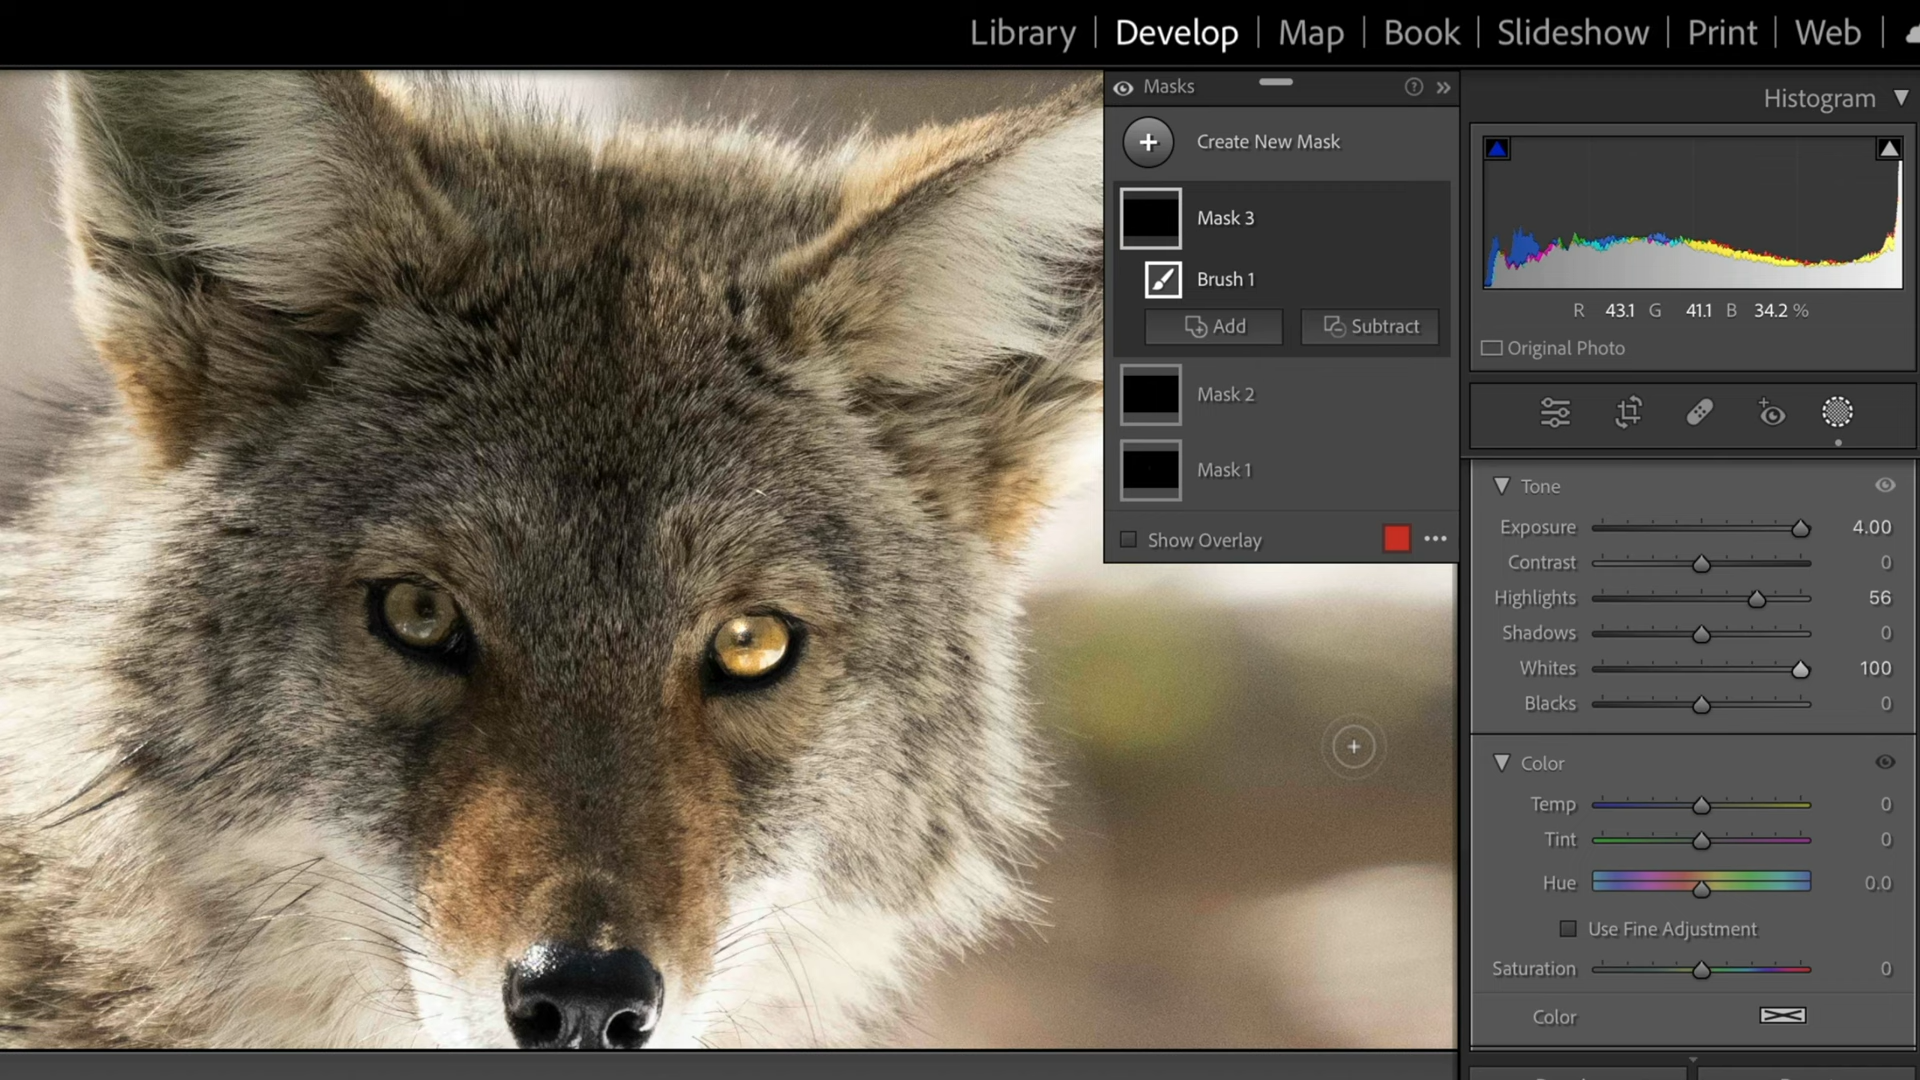 Library | Develop | Map | Book | Slideshow | Print | Web |
Masks
Create New Mask
Mask 3
Brush 1
Add Subtract
Mask 2
Mask 1
Show Overlay
Histogram
R 43.1 G 41.1 B 34.2 %
Original Photo
Tone
Exposure 4.00
Contrast 0
Highlights 56
Shadows 0
Whites 100
Blacks 0
Color
Temp 0
Tint 0
Hue 0.0
Use Fine Adjustment
Saturation 0
Color